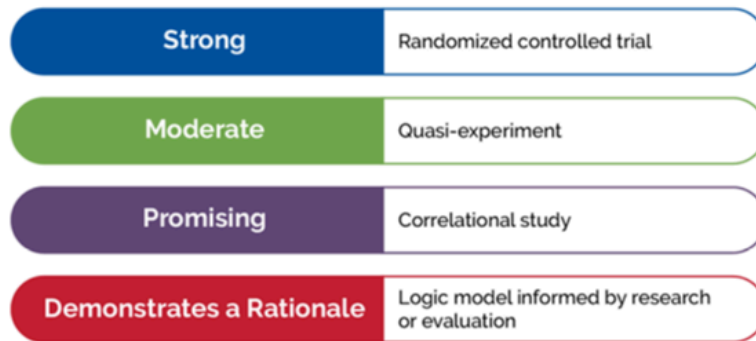 Strong
Randomized controlled trial
Moderate
Quasi-experiment
Promising
Correlational study
Demonstrates a Rationale
Logic model informed by research
or evaluation